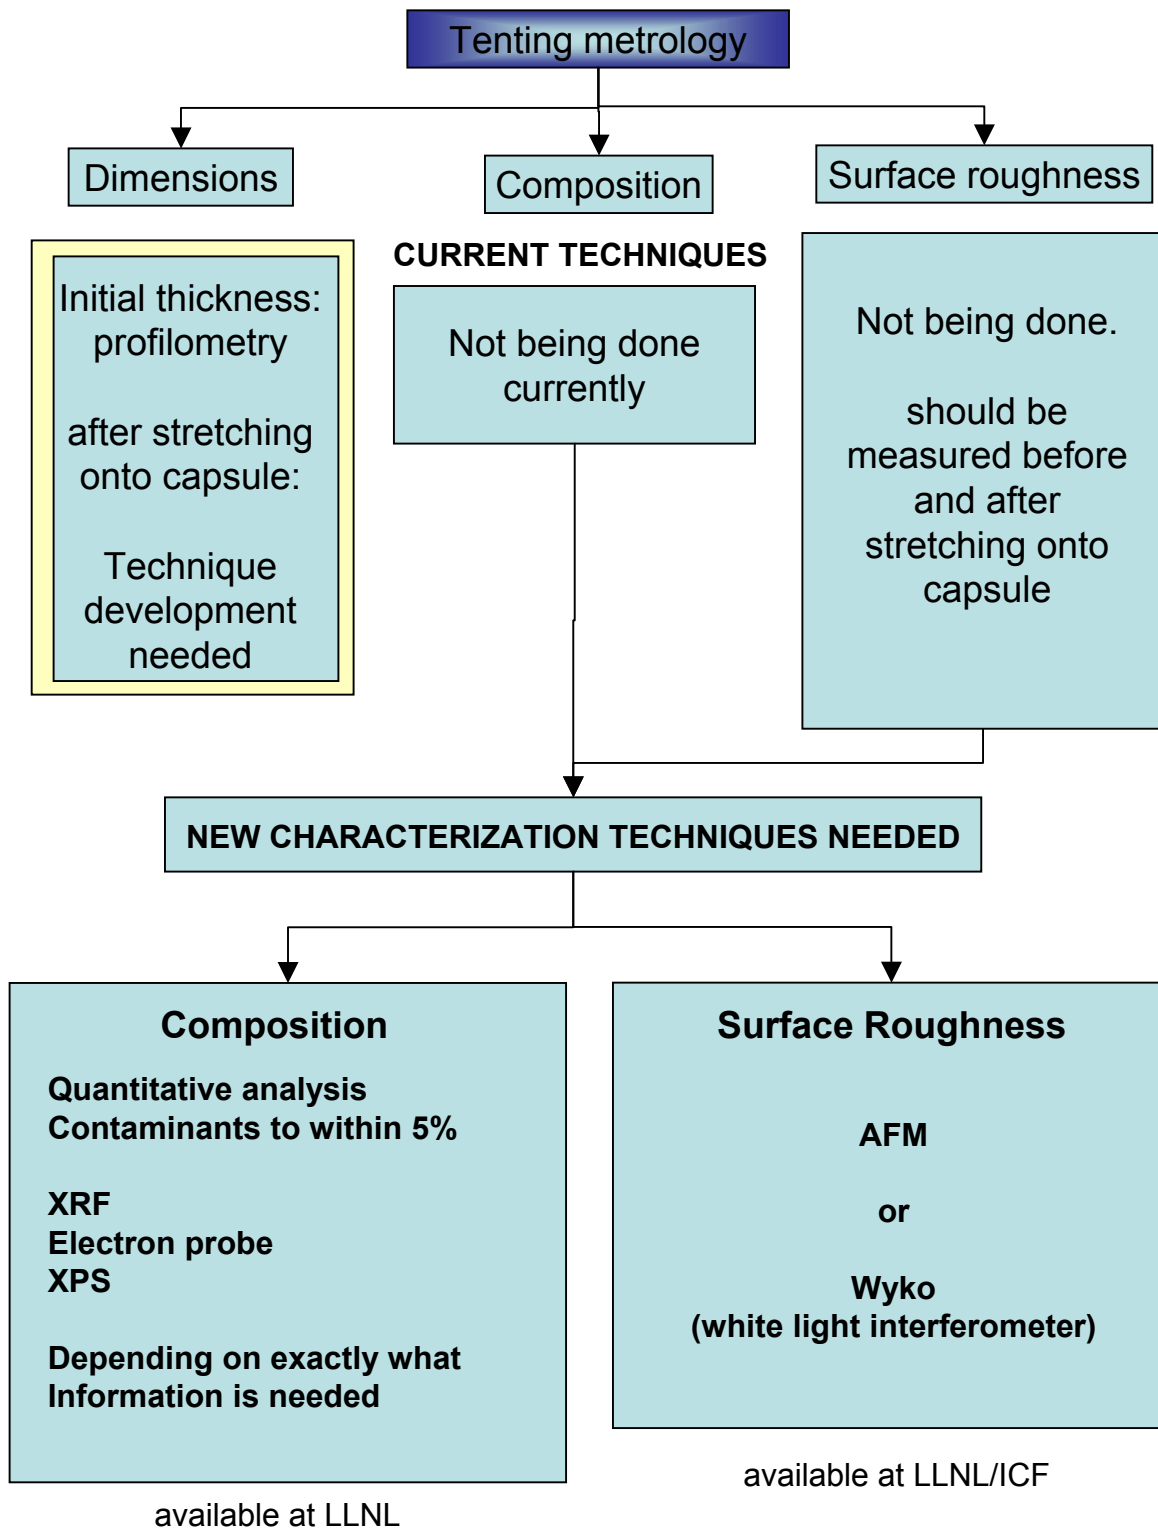 Tenting metrology
Dimensions
Composition
Surface roughness
CURRENT TECHNIQUES
Initial thickness:
profilometry
after stretching
onto capsule:
Technique
development
needed
Not being done
currently
Not being done.
should be
measured before
and after
stretching onto
capsule
NEW CHARACTERIZATION TECHNIQUES NEEDED
Composition
Quantitative analysis
Contaminants to within 5%
XRF
Electron probe
XPS
Depending on exactly what
Information is needed
available at LLNL
Surface Roughness
AFM
or
Wyko
(white light interferometer)
available at LLNL/ICF